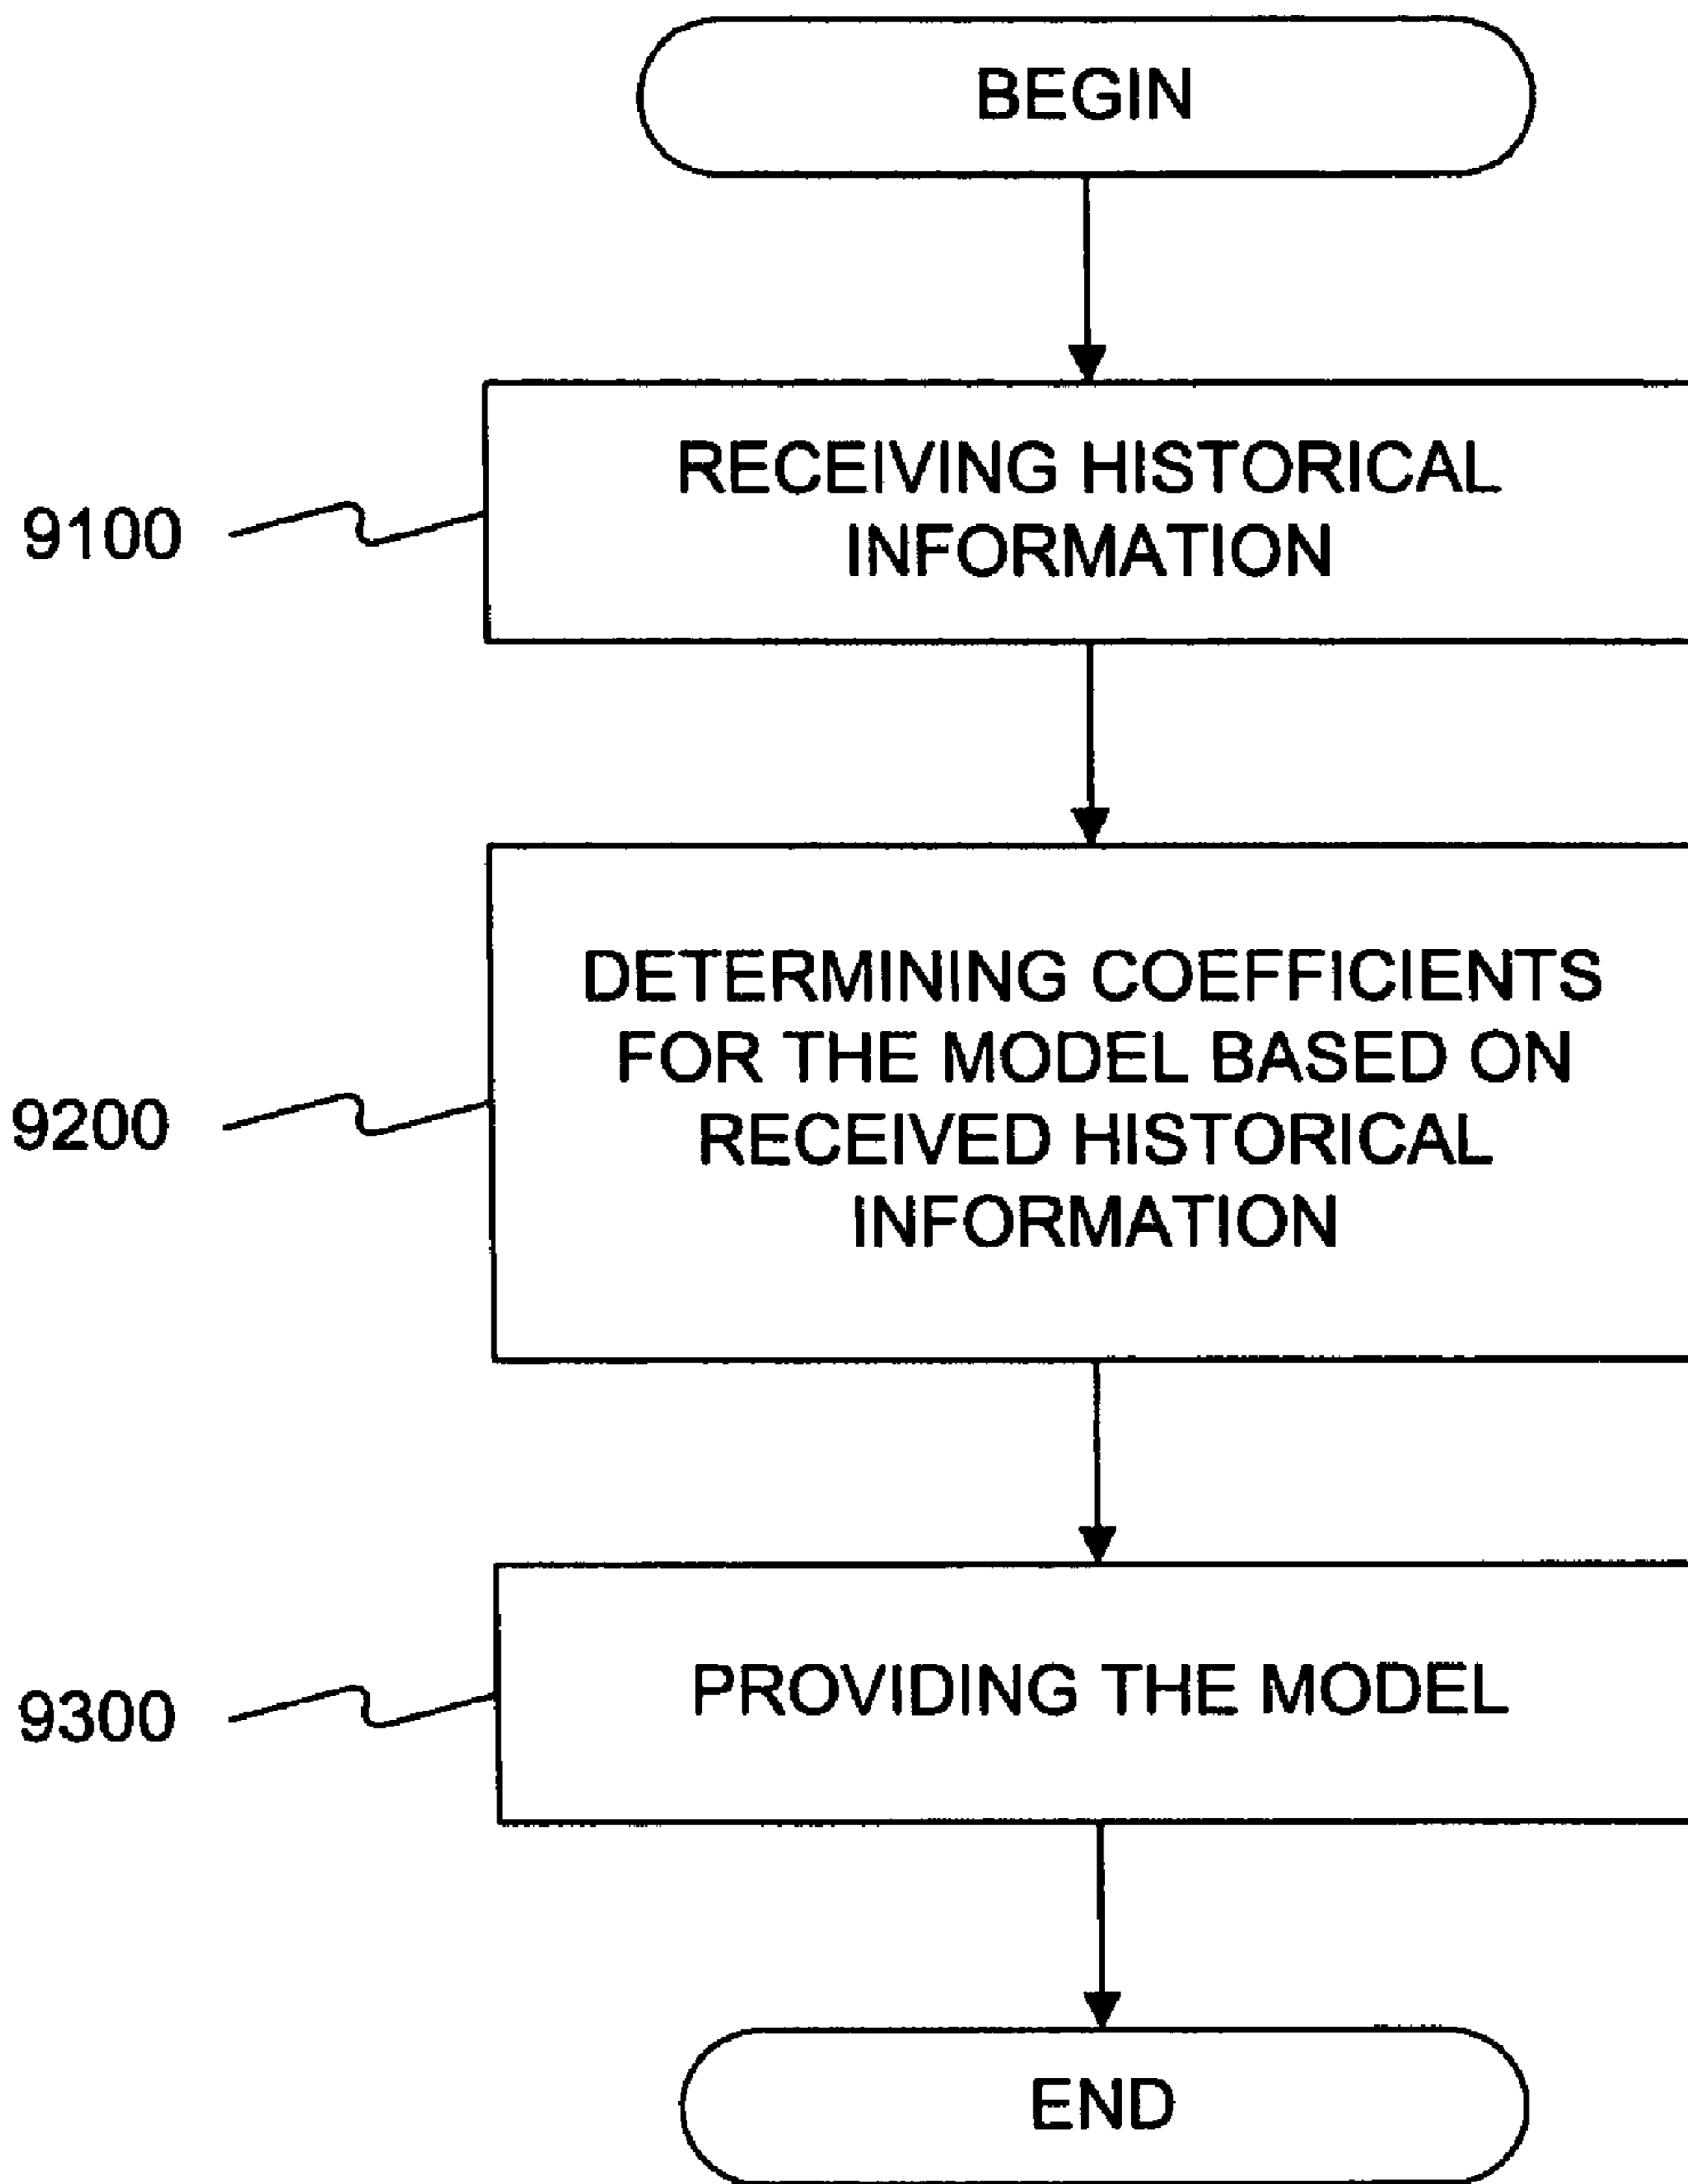 BEGIN
9100
RECEIVING HISTORICAL
INFORMATION
9200
DETERMINING COEFFICIENTS
FOR THE MODEL BASED ON
RECEIVED HISTORICAL
INFORMATION
9300
PROVIDING THE MODEL
END